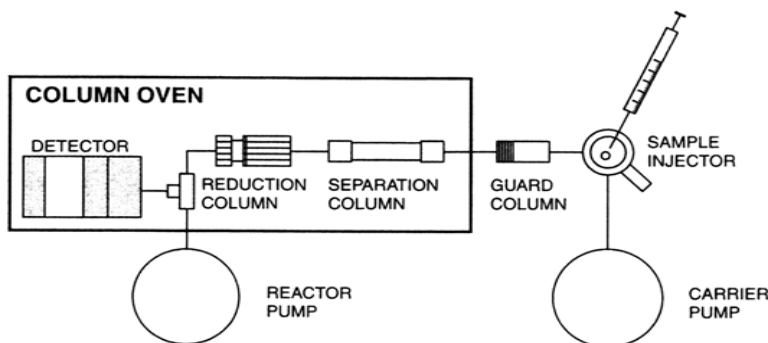 COLUMN OVEN
DETECTOR
REDUCTION
COLUMN
SEPARATION
COLUMN
GUARD
COLUMN
SAMPLE
INJECTOR
REACTOR
PUMP
CARRIER
PUMP